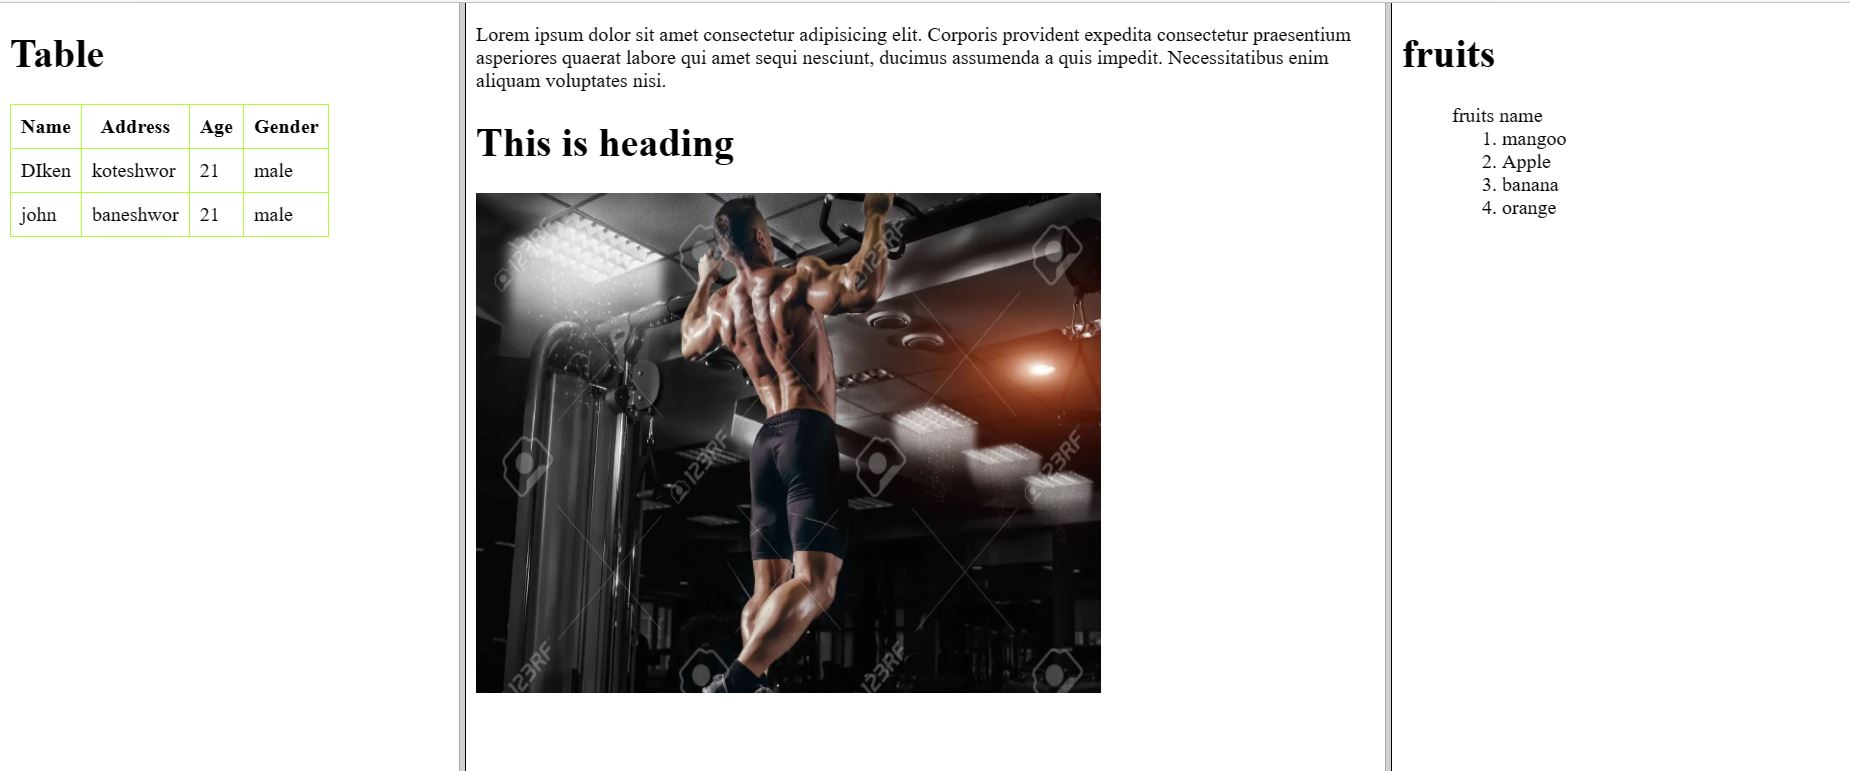 Table
Name Address Age Gender
DIken koteshwor 21 male
john baneshwor 21 male
Lorem ipsum dolor sit amet consectetur adipisicing elit. Corporis provident expedita consectetur praesentium
asperiores quaerat labore qui amet sequi nesciunt, ducimus assumenda a quis impedit. Necessitatibus enim
aliquam voluptates nisi.
This is heading
123RF
123RF
123RF
123RF
123RF
123RF
123RF
fruits
fruits name
1. mangoo
2. Apple
3. banana
4. orange